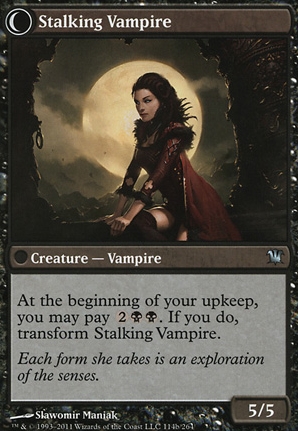 Stalking Vampire
Creature — Vampire
At the beginning of your upkeep,
you may pay 2BB. If you do,
transform Stalking Vampire.
Each form she takes is an exploration
of the senses.
5/5
Slawomir Maniak
™ & © 1993-2011 Wizards of the Coast LLC 114b/264